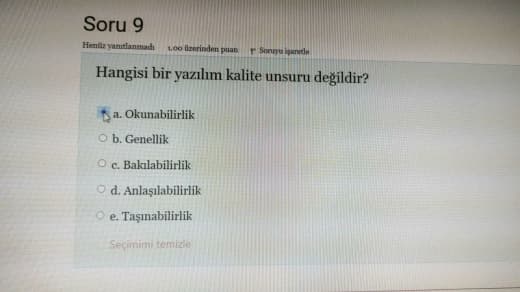 Soru 9
Henüz yanıtlanmadı 1,00 üzerinden puan Soruyu işaretle
Hangisi bir yazılım kalite unsuru değildir?
a. Okunabilirlik
b. Genellik
c. Bakılabilirlik
d. Anlaşılabilirlik
e. Taşınabilirlik
Seçimimi temizle